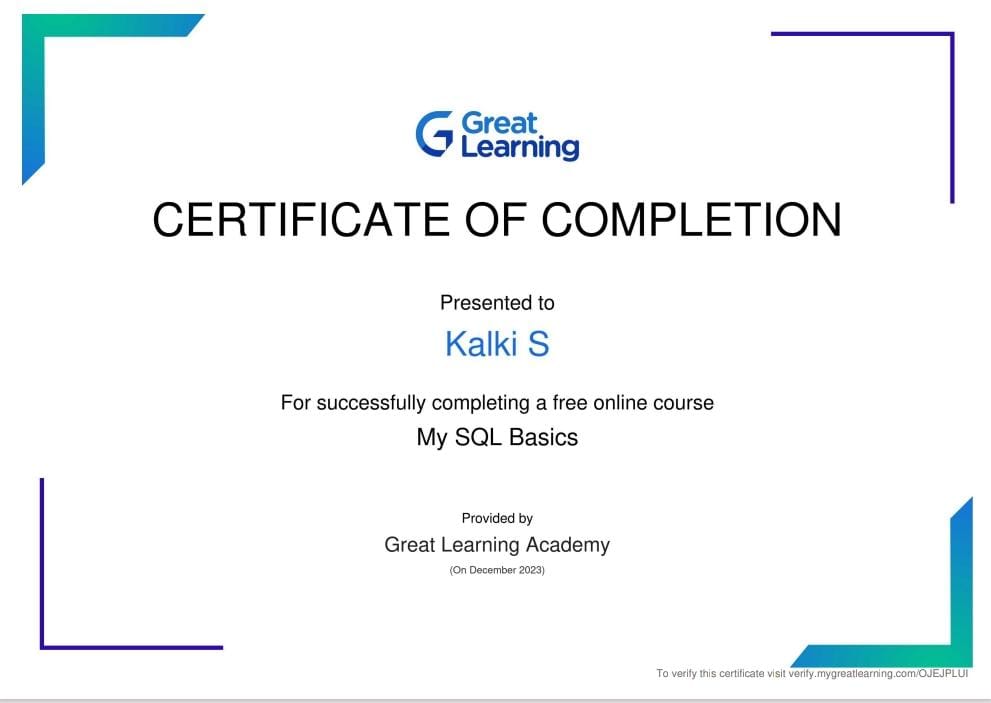 Great
Learning
CERTIFICATE OF COMPLETION
Presented to
Kalki S
For successfully completing a free online course
My SQL Basics
Provided by
Great Learning Academy
(On December 2023)
To verify this certificate visit verify.mygreatlearning.com/OJEJPLUI